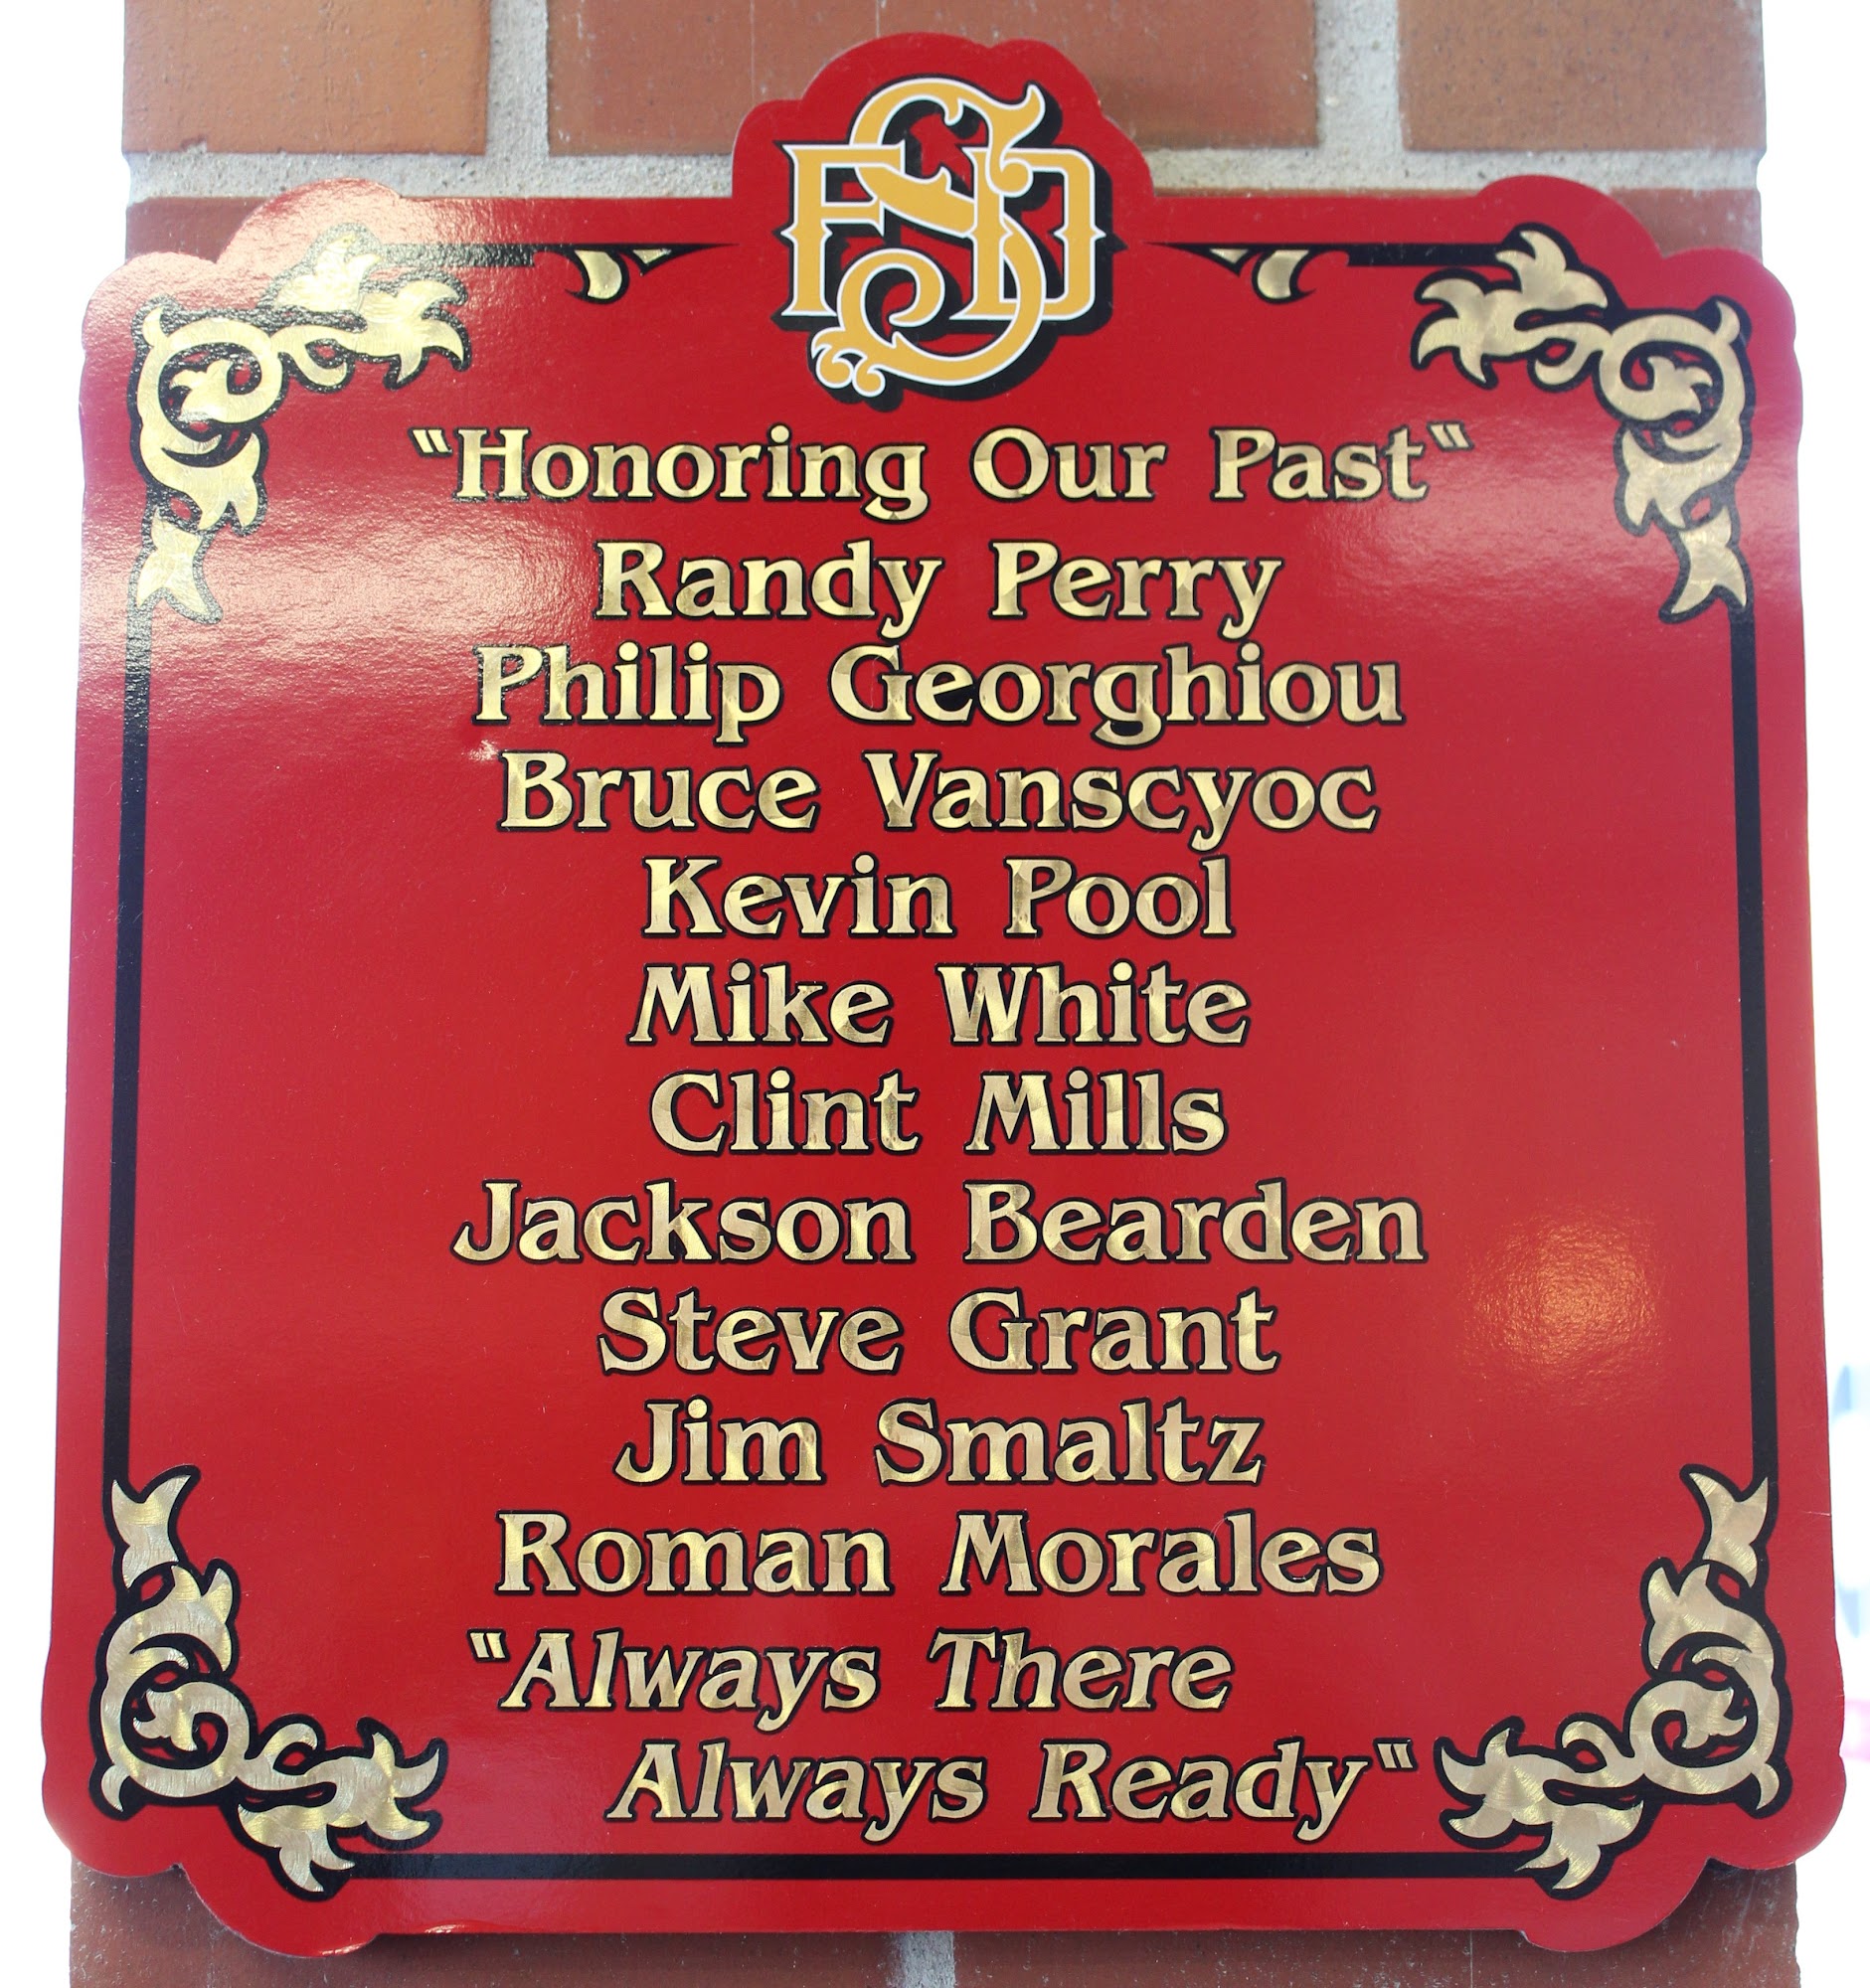 FSD
"Honoring Our Past"
Randy Perry
Philip Georghiou
Bruce Vanscyoc
Kevin Pool
Mike White
Clint Mills
Jackson Bearden
Steve Grant
Jim Smaltz
Roman Morales
"Always There
Always Ready"